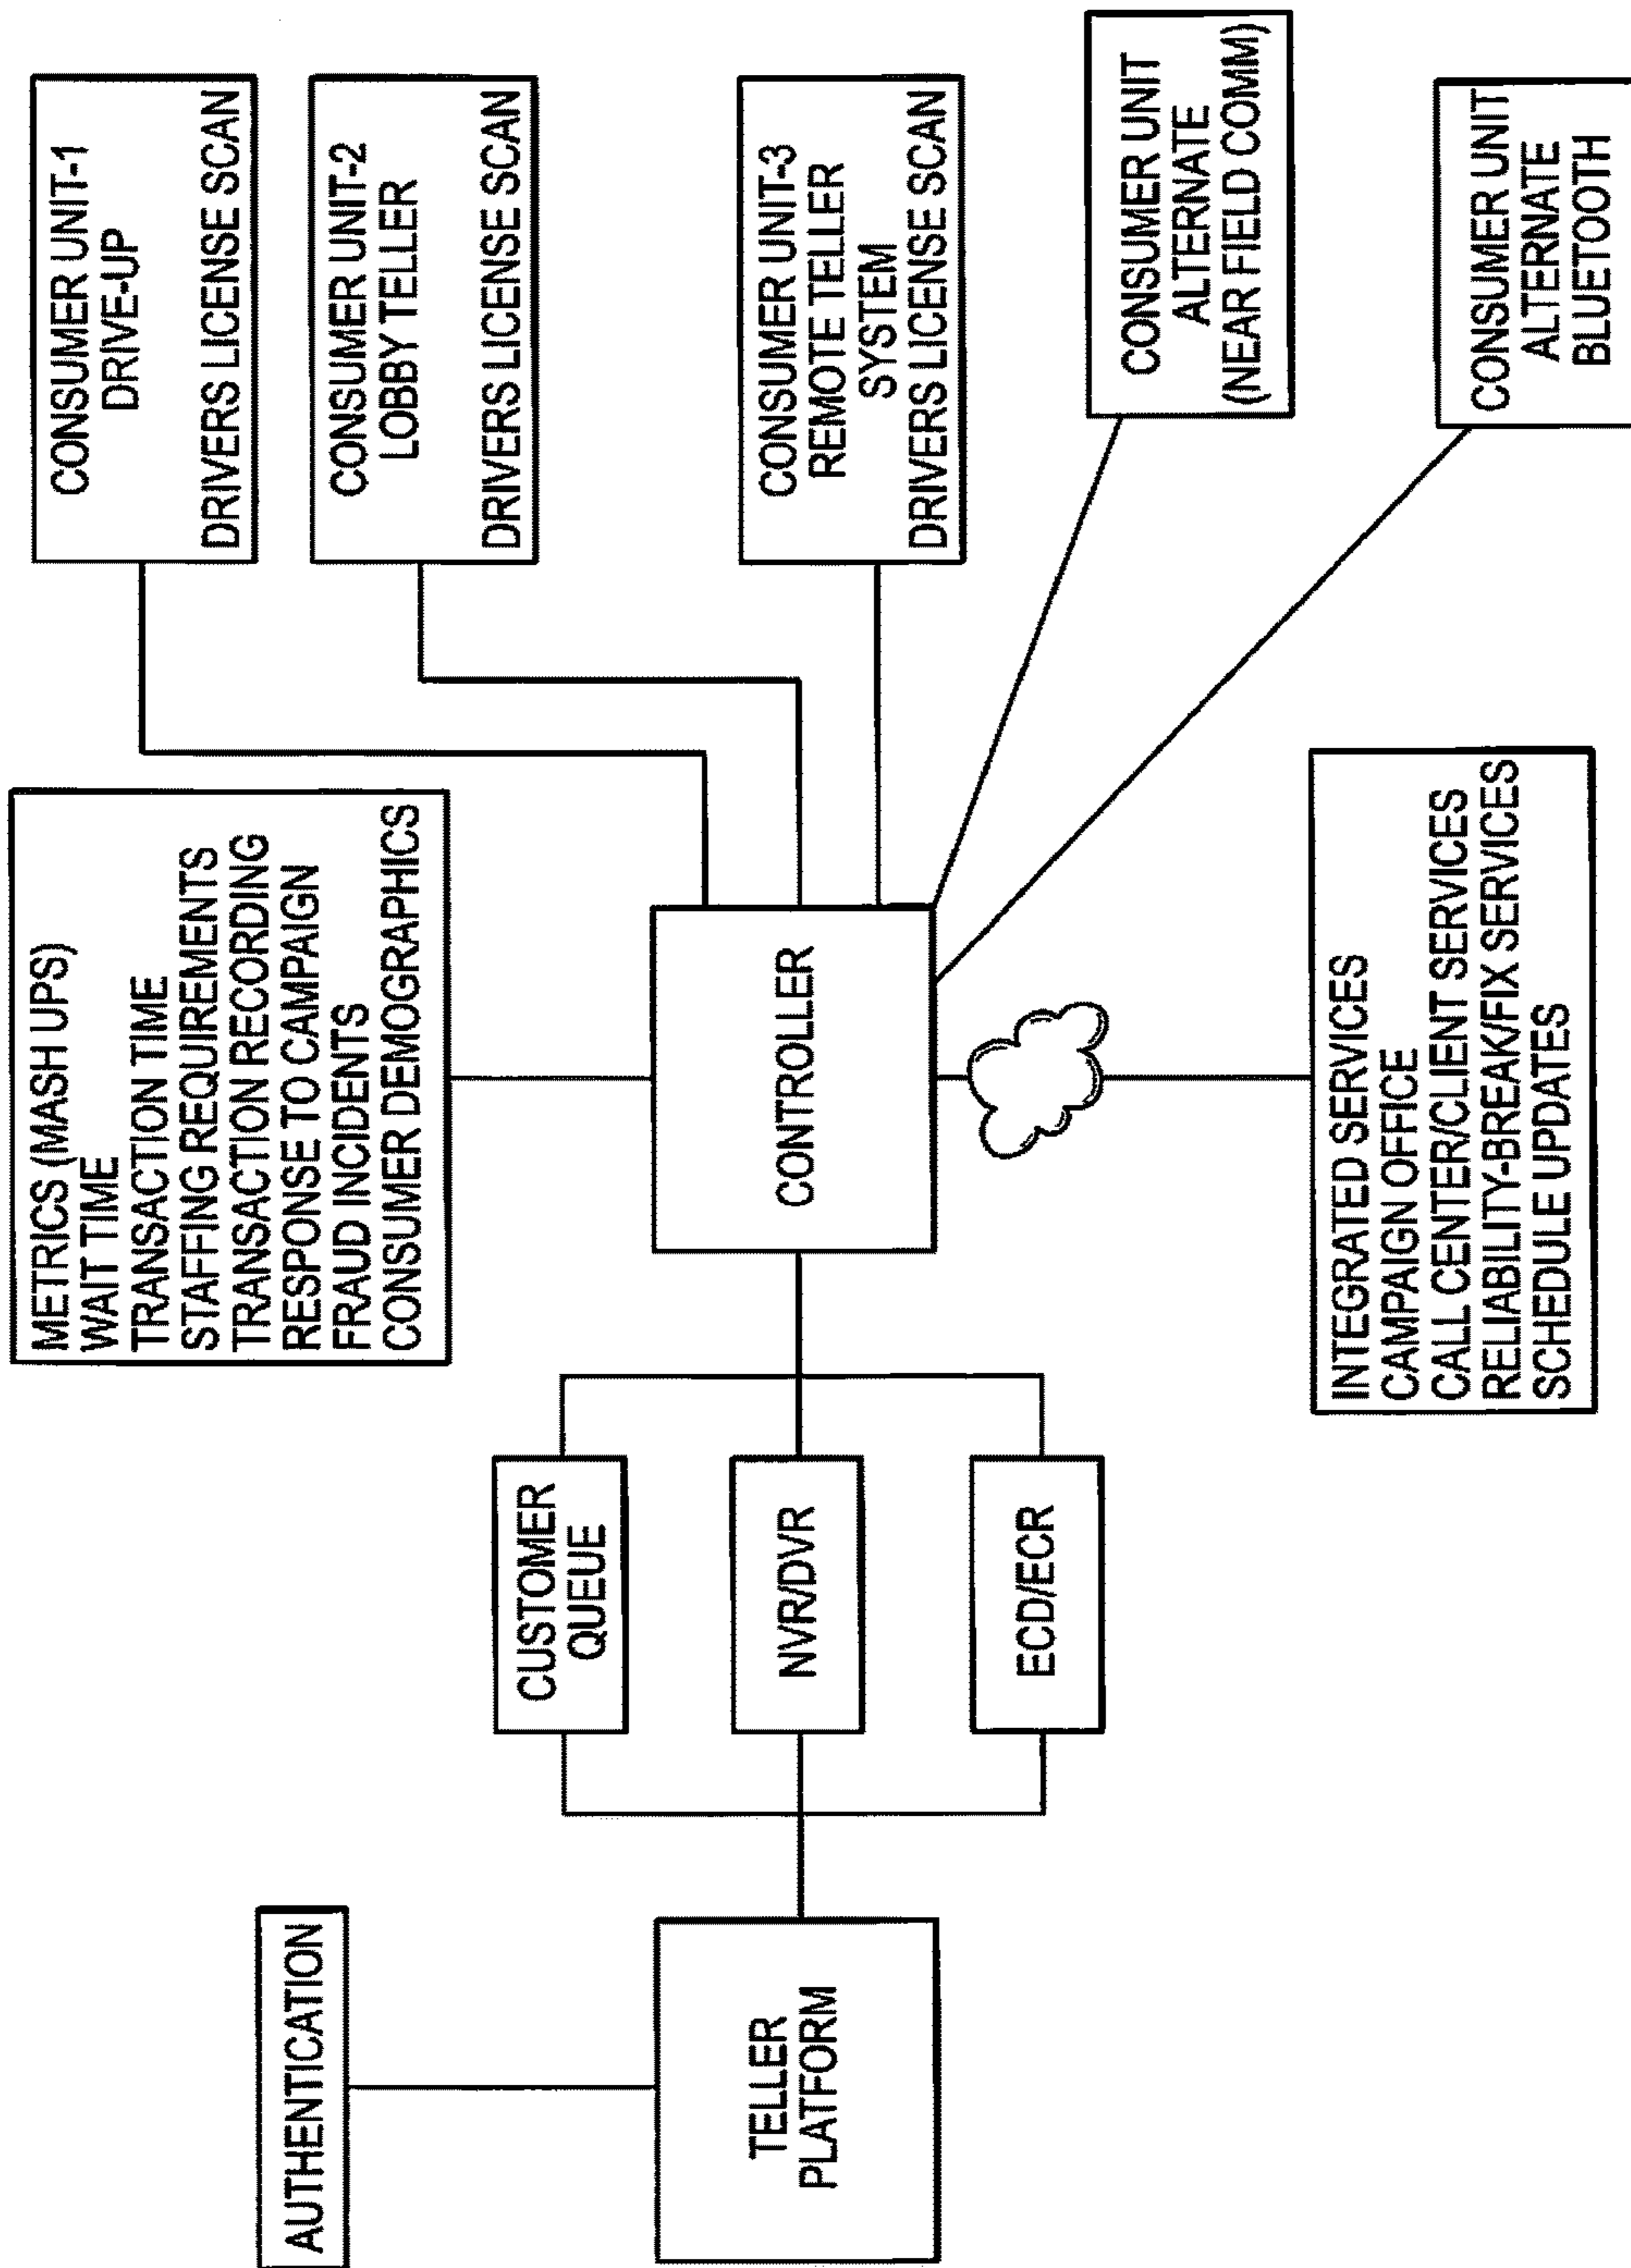 AUTHENTICATION
TELLER
PLATFORM
CUSTOMER
QUEUE
NVR/DVR
ECD/ECR
METRICS (MASH UPS)
WAIT TIME
TRANSACTION TIME
STAFFING REQUIREMENTS
TRANSACTION RECORDING
RESPONSE TO CAMPAIGN
FRAUD INCIDENTS
CONSUMER DEMOGRAPHICS
CONTROLLER
INTEGRATED SERVICES
CAMPAIGN OFFICE
CALL CENTER/CLIENT SERVICES
RELIABILITY-BREAK/FIX SERVICES
SCHEDULE UPDATES
CONSUMER UNIT-1
DRIVE-UP
DRIVERS LICENSE SCAN
CONSUMER UNIT-2
LOBBY TELLER
DRIVERS LICENSE SCAN
CONSUMER UNIT-3
REMOTE TELLER
SYSTEM
DRIVERS LICENSE SCAN
CONSUMER UNIT
ALTERNATE
(NEAR FIELD COMM)
CONSUMER UNIT
ALTERNATE
BLUETOOTH